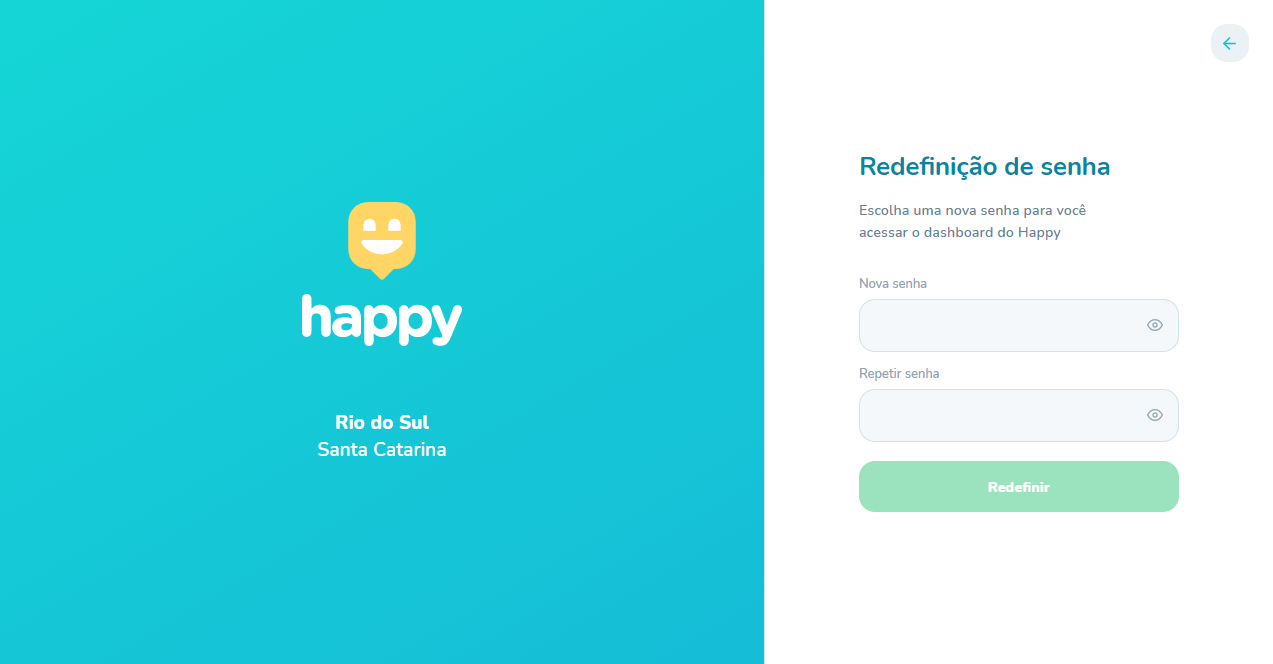 happy
Rio do Sul
Santa Catarina
Redefinição de senha
Escolha uma nova senha para você
acessar o dashboard do Happy
Nova senha
Repetir senha
Redefinir